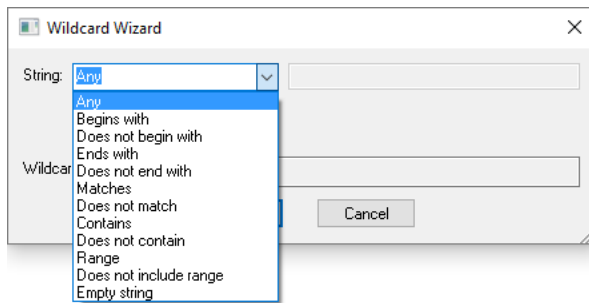 Wildcard Wizard
String: Any
Any
Begins with
Does not begin with
Ends with
Does not end with
Matches
Does not match
Contains
Does not contain
Range
Does not include range
Empty string
Cancel